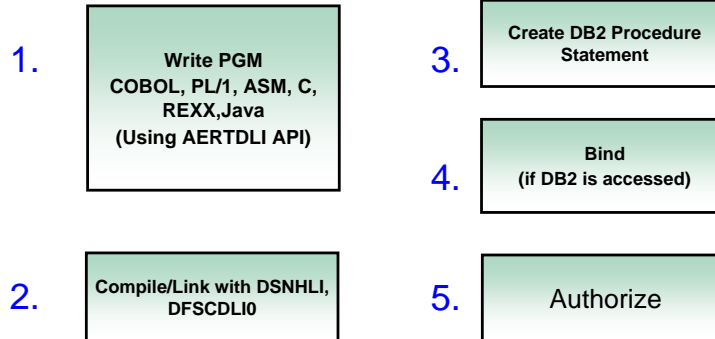 1.
Write PGM
COBOL, PL/1, ASM, C,
REXX,Java
(Using AERTDLI API)
2.
Compile/Link with DSNHLI,
DFSCDLI0
3.
Create DB2 Procedure
Statement
4.
Bind
(if DB2 is accessed)
5.
Authorize